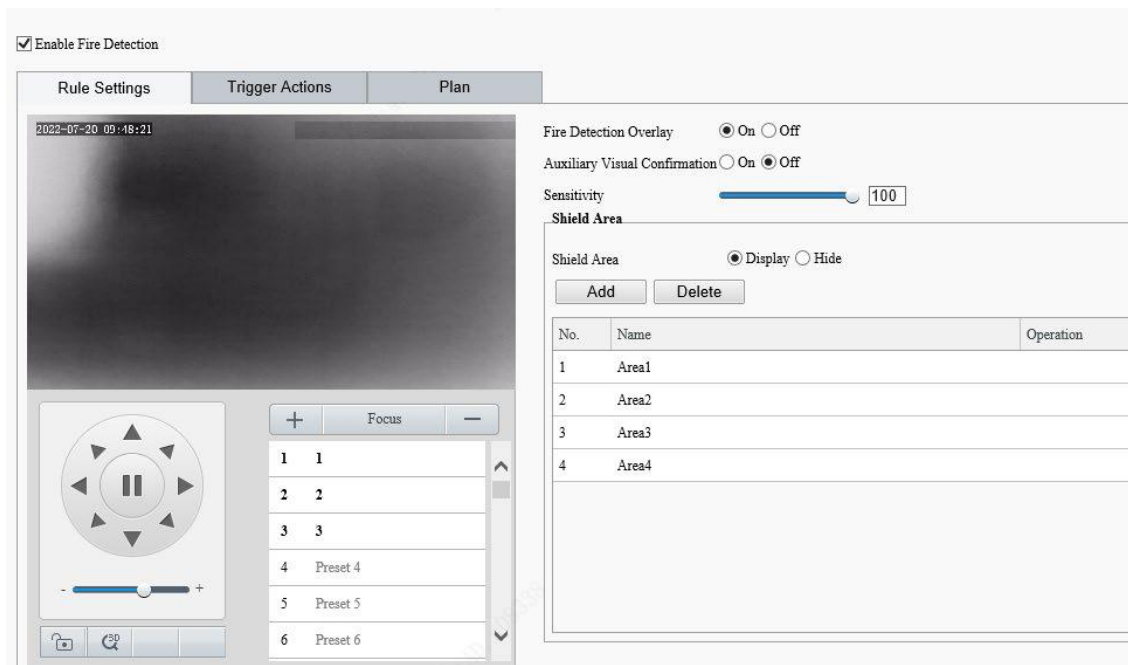 Enable Fire Detection
Rule Settings
Trigger Actions
Plan
2022-07-20 09:48:21
Fire Detection Overlay On Off
Auxiliary Visual Confirmation On Off
Sensitivity 100
Shield Area
Shield Area Display Hide
Add Delete
No. Name Operation
1 Area1
2 Area2
3 Area3
4 Area4
+ Focus −
1 1
2 2
3 3
4 Preset 4
5 Preset 5
6 Preset 6
- +
3D